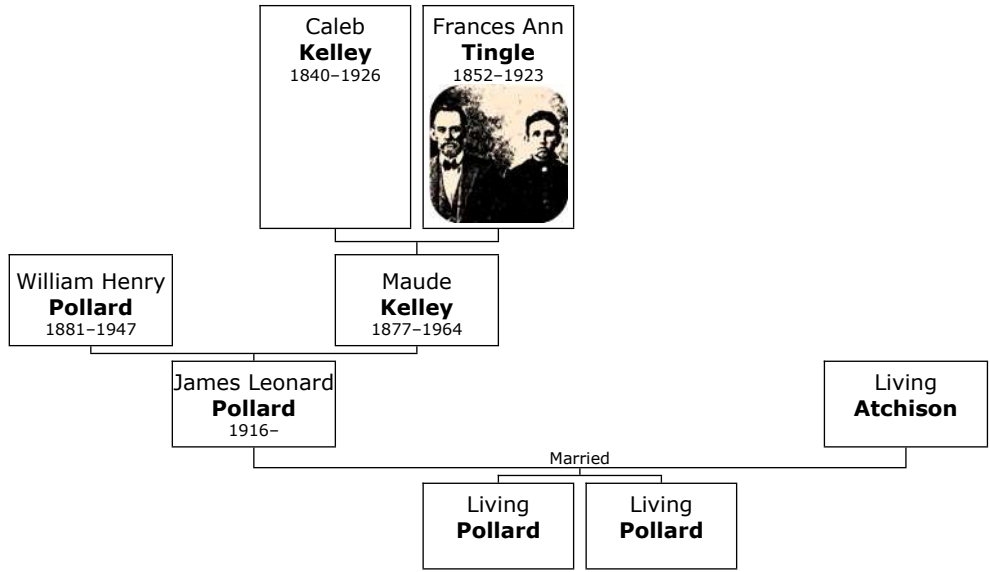 Caleb
Kelley
1840–1926
Frances Ann
Tingle
1852–1923
William Henry
Pollard
1881–1947
Maude
Kelley
1877–1964
James Leonard
Pollard
1916–
Living
Atchison
Married
Living
Pollard
Living
Pollard